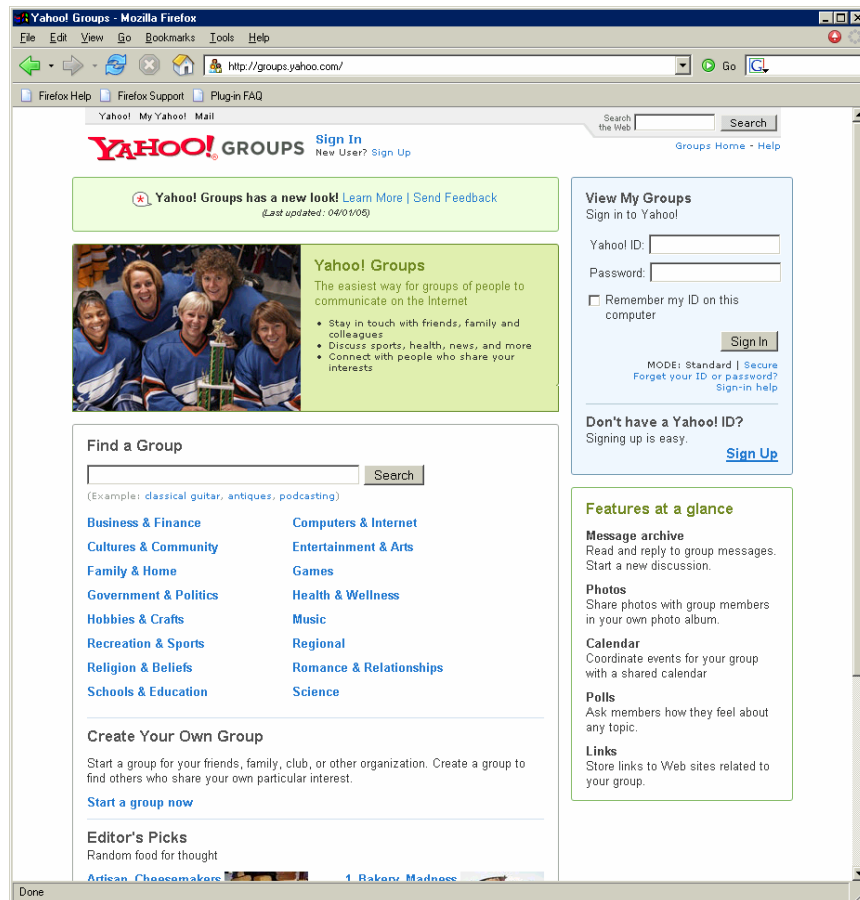 Yahoo! Groups - Mozilla Firefox
File Edit View Go Bookmarks Tools Help
http://groups.yahoo.com/ Go G
Firefox Help Firefox Support Plug-in FAQ
Yahoo! My Yahoo! Mail
Search the Web Search
YAHOO! GROUPS
Sign In
New User? Sign Up
Groups Home - Help
Yahoo! Groups has a new look! Learn More | Send Feedback
(Last updated: 04/01/05)
Yahoo! Groups
The easiest way for groups of people to
communicate on the Internet
• Stay in touch with friends, family and
colleagues
• Discuss sports, health, news, and more
• Connect with people who share your
interests
Find a Group
Search
(Example: classical guitar, antiques, podcasting)
Business & Finance Computers & Internet
Cultures & Community Entertainment & Arts
Family & Home Games
Government & Politics Health & Wellness
Hobbies & Crafts Music
Recreation & Sports Regional
Religion & Beliefs Romance & Relationships
Schools & Education Science
Create Your Own Group
Start a group for your friends, family, club, or other organization. Create a group to
find others who share your own particular interest.
Start a group now
Editor's Picks
Random food for thought
Artisan Cheesemakers 1 Bakery Madness
View My Groups
Sign in to Yahoo!
Yahoo! ID:
Password:
Remember my ID on this
computer
Sign In
MODE: Standard | Secure
Forget your ID or password?
Sign-in help
Don't have a Yahoo! ID?
Signing up is easy.
Sign Up
Features at a glance
Message archive
Read and reply to group messages.
Start a new discussion.
Photos
Share photos with group members
in your own photo album.
Calendar
Coordinate events for your group
with a shared calendar
Polls
Ask members how they feel about
any topic.
Links
Store links to Web sites related to
your group.
Done